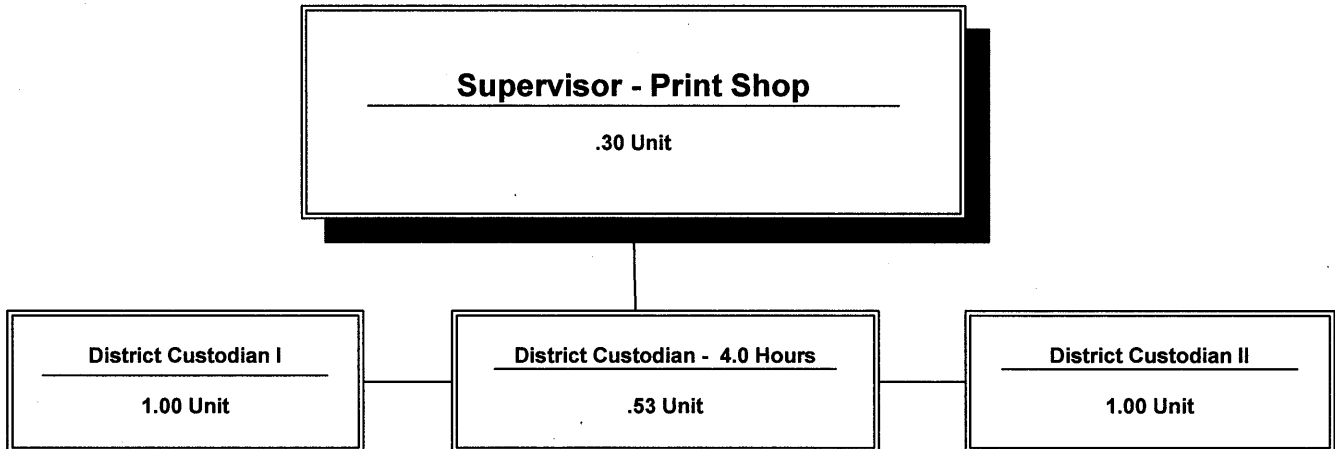 Supervisor - Print Shop
.30 Unit
District Custodian I
1.00 Unit
District Custodian - 4.0 Hours
.53 Unit
District Custodian II
1.00 Unit